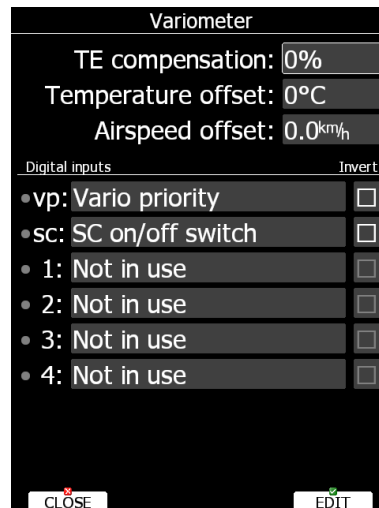 Variometer
TE compensation: 0%
Temperature offset: 0°C
Airspeed offset: 0.0km/h
Digital inputs Invert
vp: Vario priority
sc: SC on/off switch
1: Not in use
2: Not in use
3: Not in use
4: Not in use
CLOSE EDIT